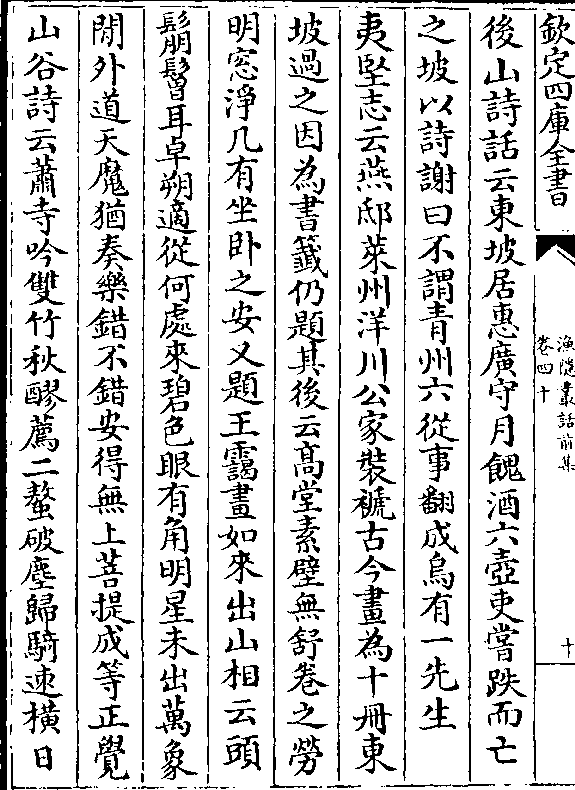 欽定四庫全書
漁隱叢話前集
卷四十
十
後山詩話云東坡居惠廣守月餽酒六壺吏嘗跌而亡
之坡以詩謝曰不謂青州六從事翻成烏有一先生
夷堅志云燕邸萊州洋川公家裝褫古今畫為十冊東
坡過之因為書籤仍題其後云髙堂素壁無舒卷之勞
明窓淨几有坐卧之安又題王靄畫如來出山相云頭
鬅鬙耳卓朔適從何處來碧色眼有角明星未出萬象
閙外道天魔猶奏樂錯不錯安得無上菩提成等正覺
山谷詩云蕭寺吟雙竹秋醪薦二螯破塵歸騎速橫日